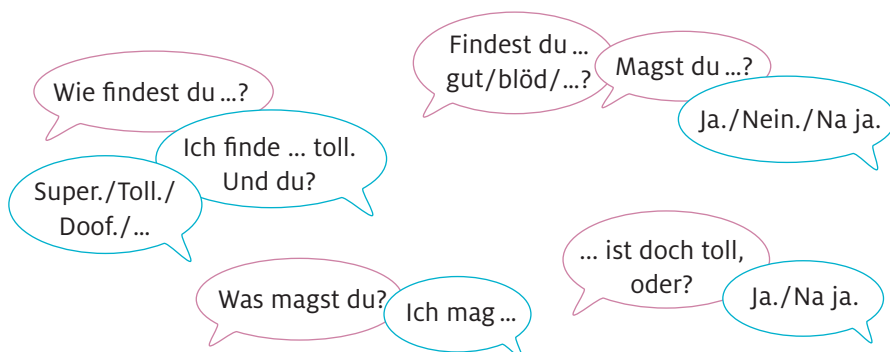 Wie findest du ...?
Ich finde ... toll.
Und du?
Super./Toll./
Doof./...
Findest du ...
gut/blöd/...?
Magst du ...?
Ja./Nein./Na ja.
Was magst du?
Ich mag ...
... ist doch toll,
oder?
Ja./Na ja.